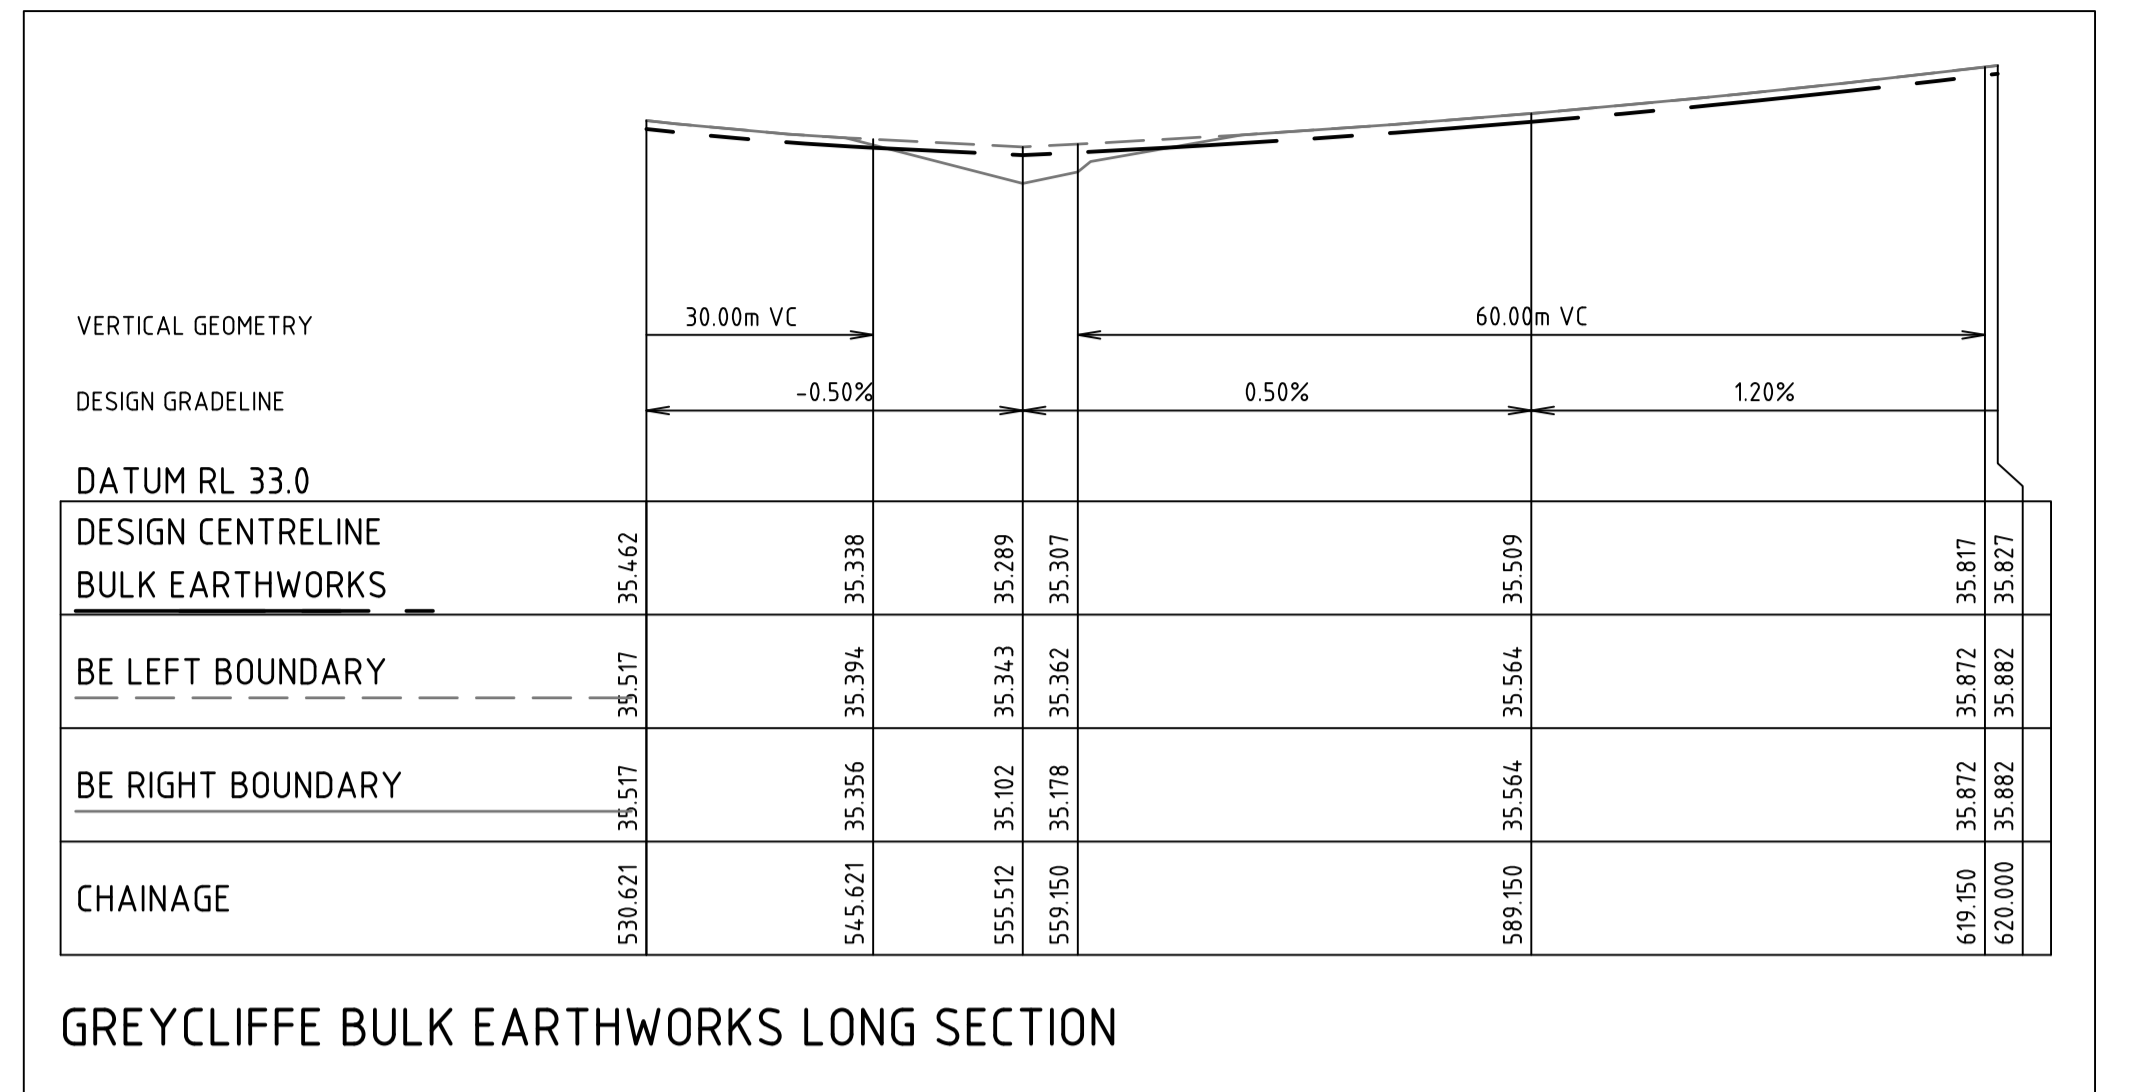 30.00m VC
60.00m VC
VERTICAL GEOMETRY
-0.50%
0.50%
1.20%
DESIGN GRADELINE
DATUM RL 33.0
DESIGN CENTRELINE
BULK EARTHWORKS
35.462
35.338
35.289
35.307
35.509
35.817
35.827
BE LEFT BOUNDARY
35.517
35.394
35.343
35.362
35.564
35.872
35.882
BE RIGHT BOUNDARY
35.517
35.356
35.102
35.178
35.564
35.872
35.882
CHAINAGE
530.621
545.621
555.512
559.150
589.150
619.150
620.000
GREYCLIFFE BULK EARTHWORKS LONG SECTION